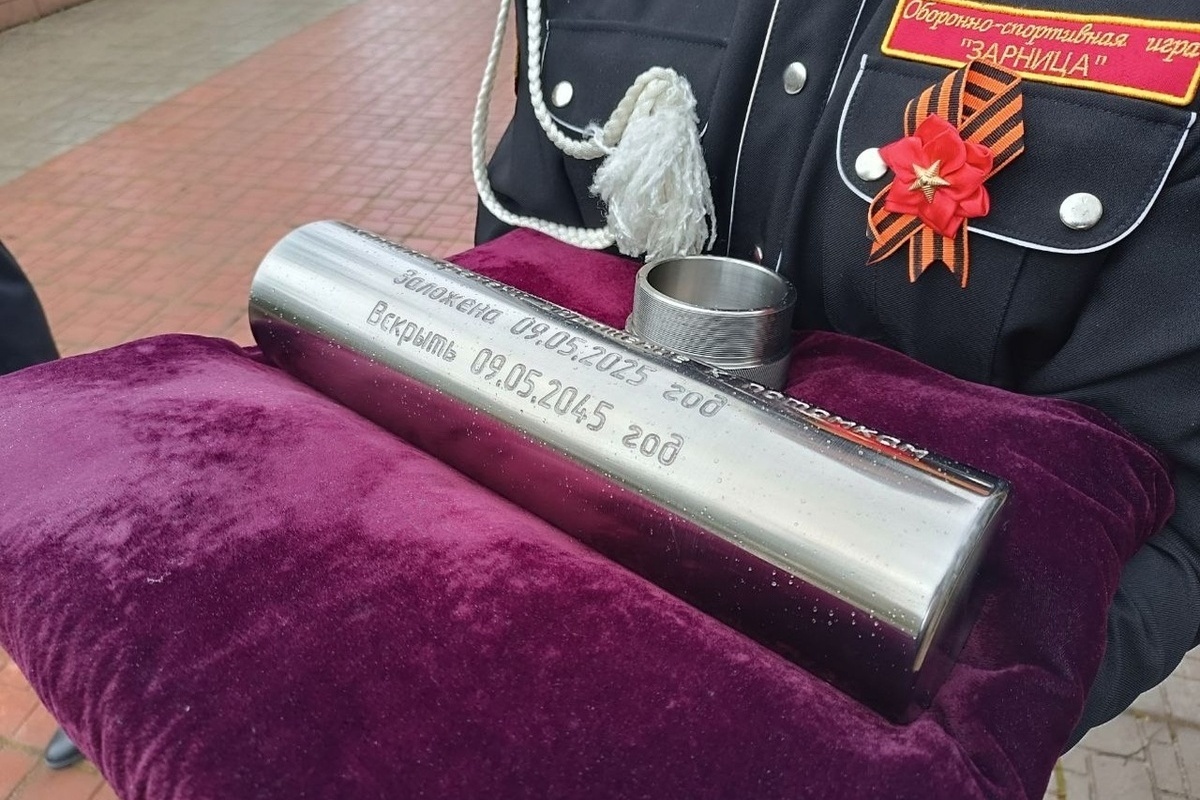 Оборонно-спортивная игра
"ЗАРНИЦА"
потомкам
Заложена 09.05.2025 год
Вскрыть 09.05.2045 год